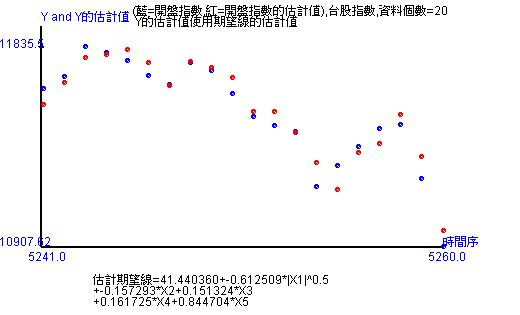 Y and Y的估計值
(藍=開盤指數,紅=開盤指數的估計值),台股指數,資料個數=20
Y的估計值使用期望線的估計值
11835.5
10907.62
時間序
5241.0
5260.0
估計期望線=41.440360+-0.612509*|X1|^0.5
+-0.157293*X2+0.151324*X3
+0.161725*X4+0.844704*X5